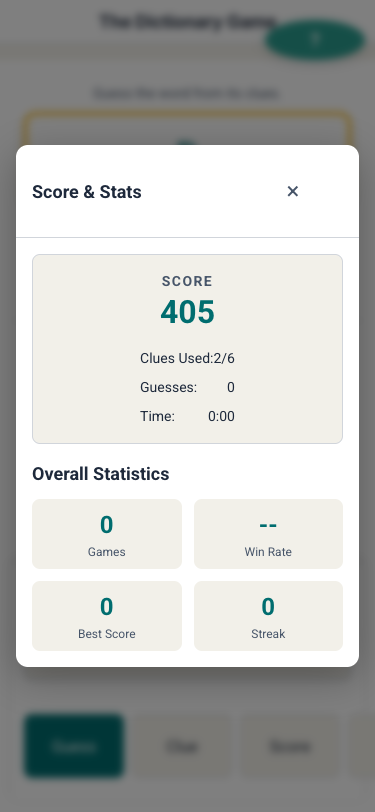 The Dictionary Game
?
Guess the word from its clues.
Score & Stats
×
SCORE
405
Clues Used:2/6
Guesses: 0
Time: 0:00
Overall Statistics
0
Games
--
Win Rate
0
Best Score
0
Streak
Guess
Clue
Score